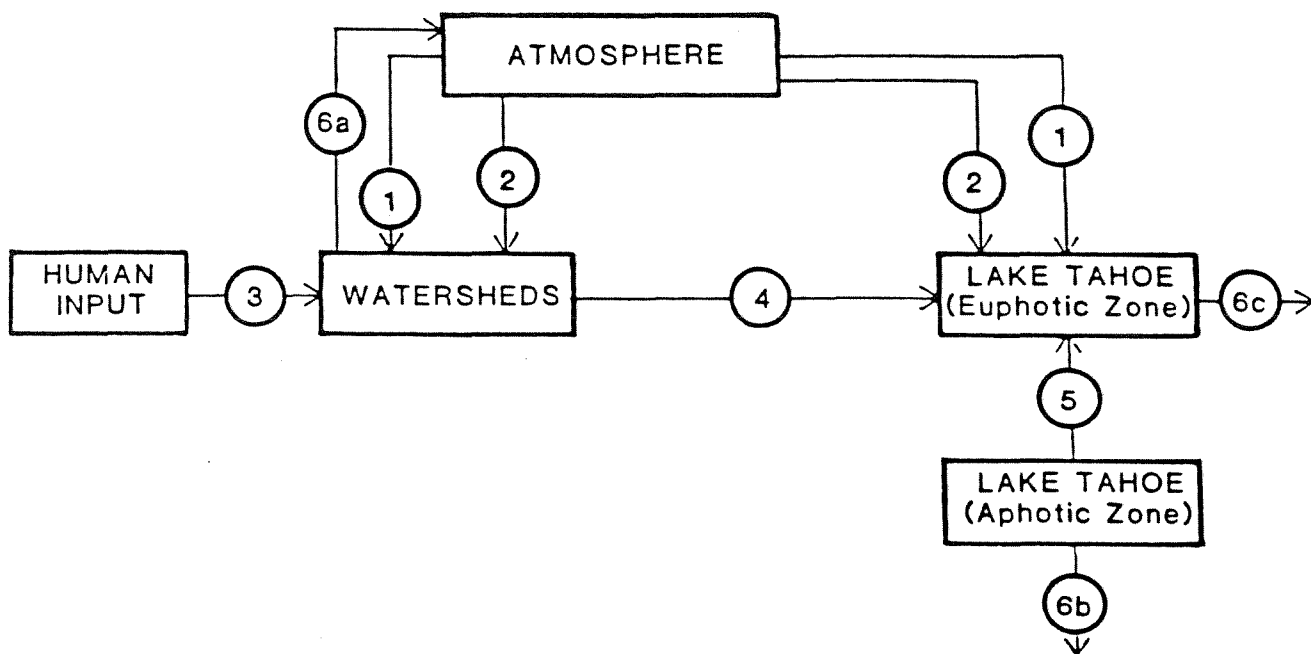 ATMOSPHERE
6a
1
2
2
1
HUMAN
INPUT
3
WATERSHEDS
4
LAKE TAHOE
(Euphotic Zone)
6c
5
LAKE TAHOE
(Aphotic Zone)
6b